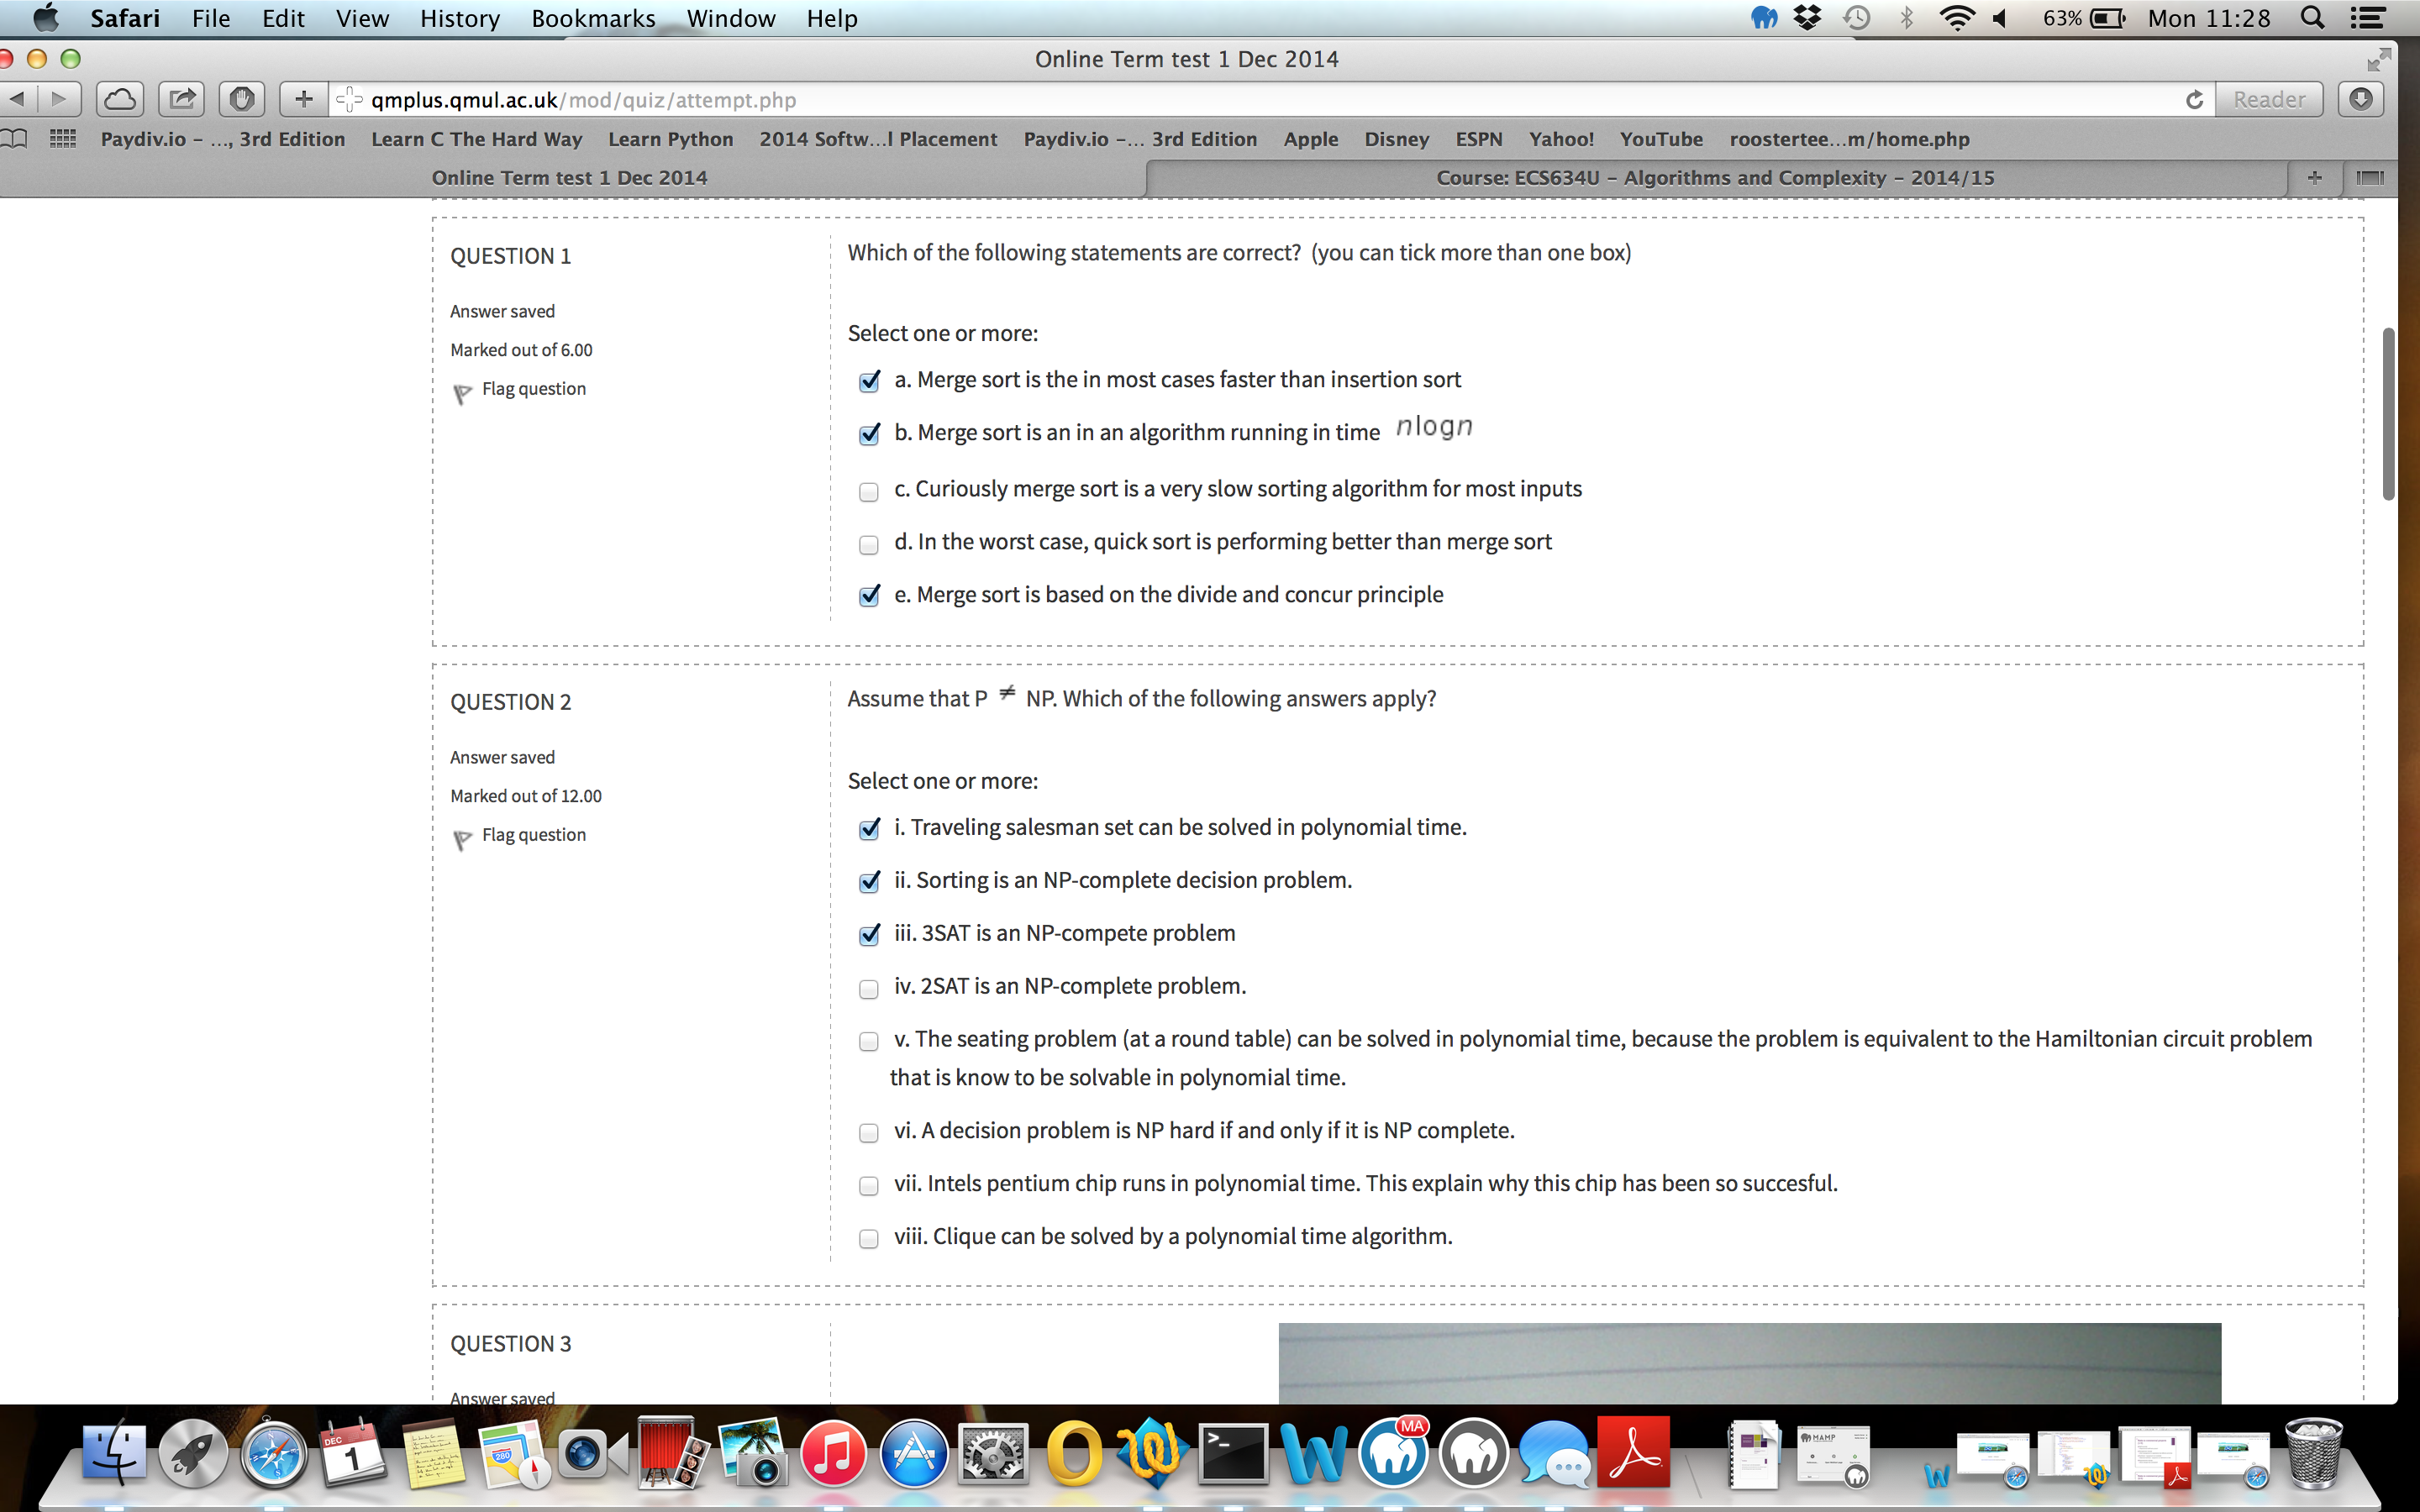 Safari File Edit View History Bookmarks Window Help 63% Mon 11:28
Online Term test 1 Dec 2014
qmplus.qmul.ac.uk/mod/quiz/attempt.php Reader
Paydiv.io – ..., 3rd Edition Learn C The Hard Way Learn Python 2014 Softw...l Placement Paydiv.io –... 3rd Edition Apple Disney ESPN Yahoo! YouTube roostertee...m/home.php
Online Term test 1 Dec 2014 Course: ECS634U – Algorithms and Complexity – 2014/15
QUESTION 1
Answer saved
Marked out of 6.00
Flag question
Which of the following statements are correct? (you can tick more than one box)
Select one or more:
a. Merge sort is the in most cases faster than insertion sort
b. Merge sort is an in an algorithm running in time nlogn
c. Curiously merge sort is a very slow sorting algorithm for most inputs
d. In the worst case, quick sort is performing better than merge sort
e. Merge sort is based on the divide and concur principle
QUESTION 2
Answer saved
Marked out of 12.00
Flag question
Assume that P ≠ NP. Which of the following answers apply?
Select one or more:
i. Traveling salesman set can be solved in polynomial time.
ii. Sorting is an NP-complete decision problem.
iii. 3SAT is an NP-compete problem
iv. 2SAT is an NP-complete problem.
v. The seating problem (at a round table) can be solved in polynomial time, because the problem is equivalent to the Hamiltonian circuit problem
that is know to be solvable in polynomial time.
vi. A decision problem is NP hard if and only if it is NP complete.
vii. Intels pentium chip runs in polynomial time. This explain why this chip has been so succesful.
viii. Clique can be solved by a polynomial time algorithm.
QUESTION 3
Answer saved
DEC
1
280
MA
MAMP